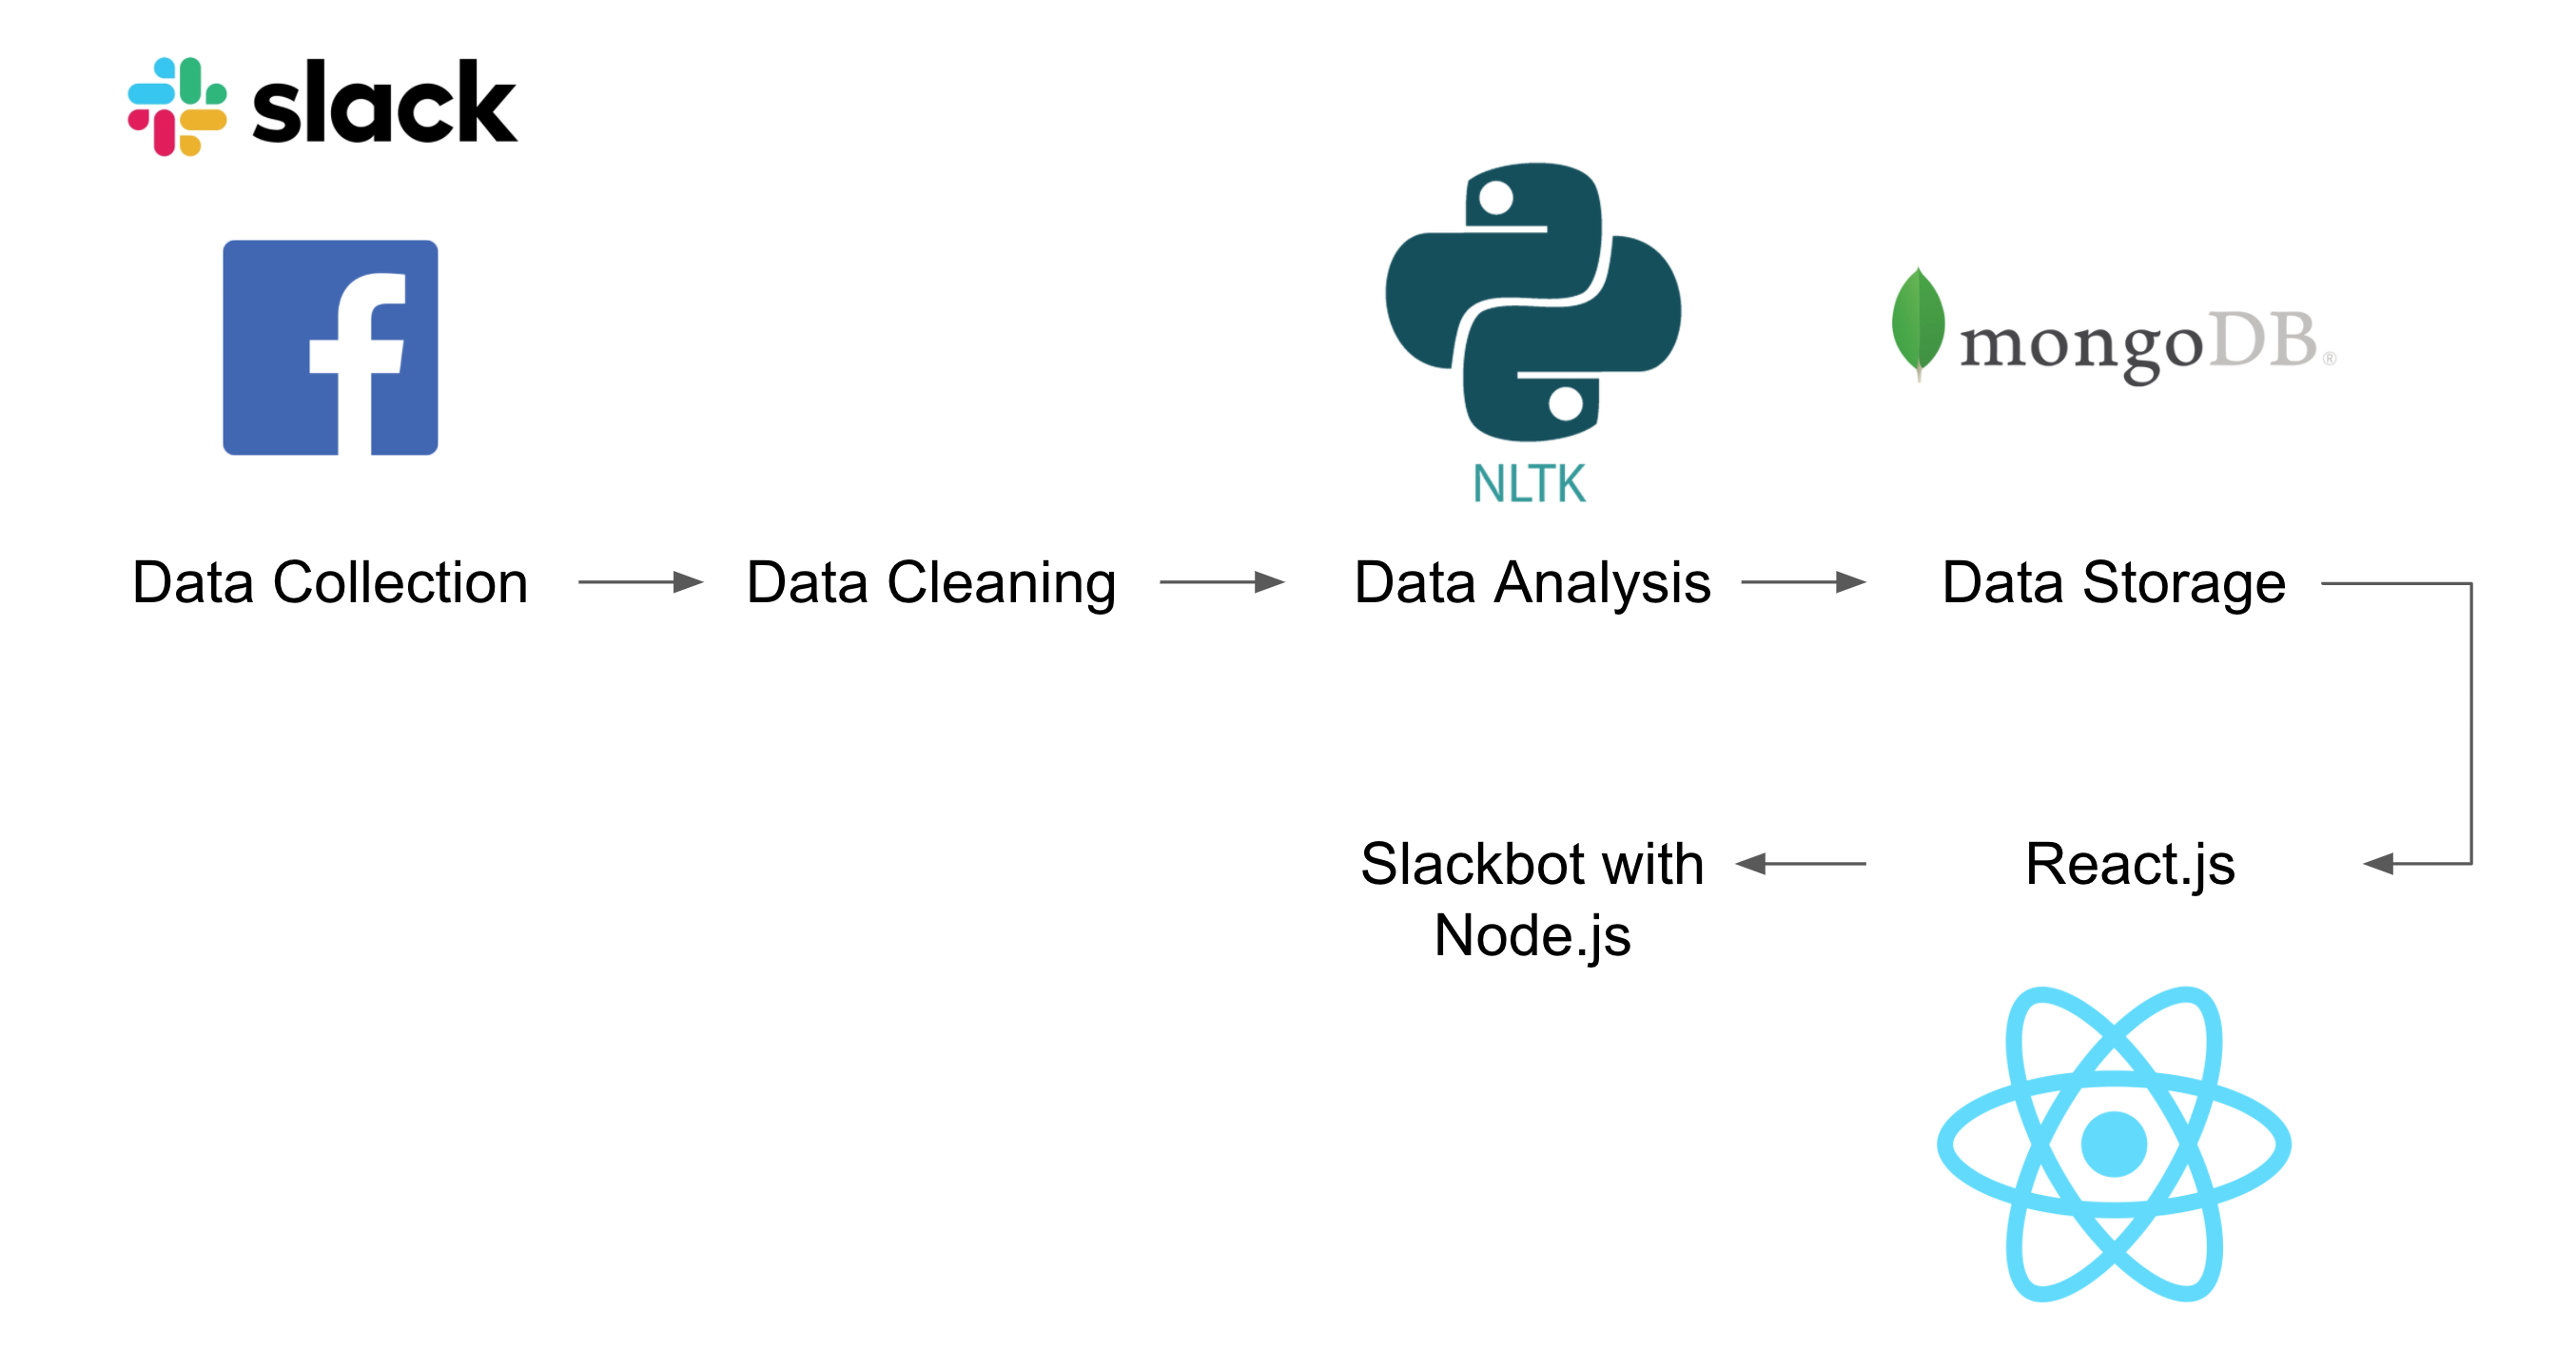 slack
NLTK
mongoDB®
Data Collection
Data Cleaning
Data Analysis
Data Storage
Slackbot with
Node.js
React.js